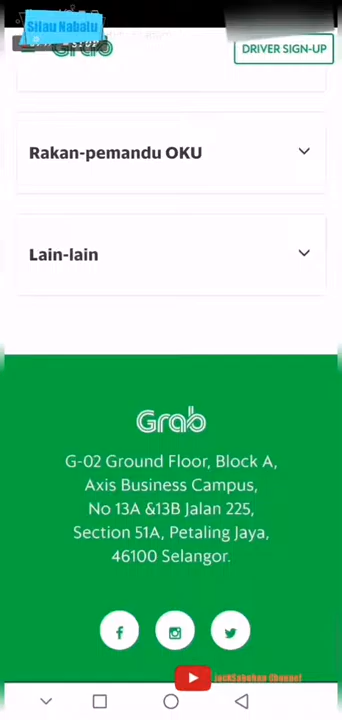 Sitau Nabalu
Grab
DRIVER SIGN-UP
Rakan-pemandu OKU
Lain-lain
Grab
G-02 Ground Floor, Block A,
Axis Business Campus,
No 13A &13B Jalan 225,
Section 51A, Petaling Jaya,
46100 Selangor.